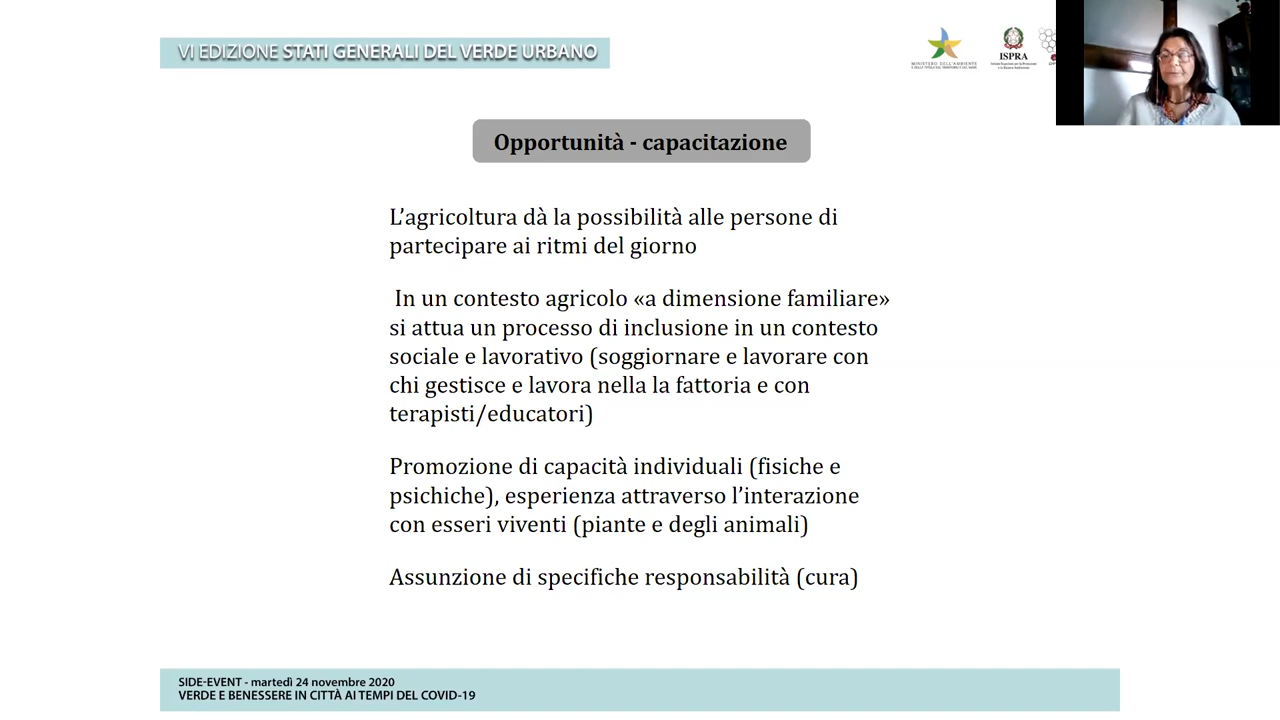 VI EDIZIONE STATI GENERALI DEL VERDE URBANO
MINISTERO DELL'AMBIENTE
ISPRA
Opportunità - capacitazione
L’agricoltura dà la possibilità alle persone di
partecipare ai ritmi del giorno
In un contesto agricolo «a dimensione familiare»
si attua un processo di inclusione in un contesto
sociale e lavorativo (soggiornare e lavorare con
chi gestisce e lavora nella la fattoria e con
terapisti/educatori)
Promozione di capacità individuali (fisiche e
psichiche), esperienza attraverso l’interazione
con esseri viventi (piante e degli animali)
Assunzione di specifiche responsabilità (cura)
SIDE-EVENT - martedì 24 novembre 2020
VERDE E BENESSERE IN CITTÀ AI TEMPI DEL COVID-19